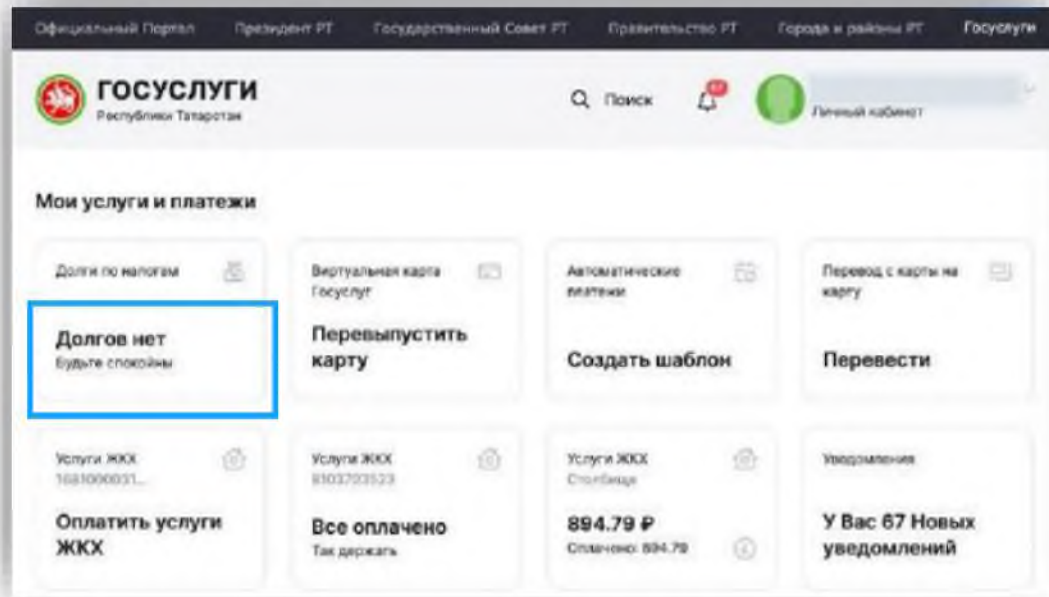 Официальный Портал Президент РТ Государственный Совет РТ Правительство РТ Города и районы РТ Госуслуги
ГОСУСЛУГИ
Республики Татарстан
Поиск
67
Личный кабинет
Мои услуги и платежи
Долги по налогам
Долгов нет
Будьте спокойны
Виртуальная карта
Госуслуг
Перевыпустить
карту
Автоматические
платежи
Создать шаблон
Перевод с карты на
карту
Перевести
Услуги ЖКХ
Оплатить услуги
ЖКХ
Услуги ЖКХ
8103703523
Все оплачено
Так держать
Услуги ЖКХ
Столбища
894.79 ₽
Оплачено: 894.79
Уведомления
У Вас 67 Новых
уведомлений